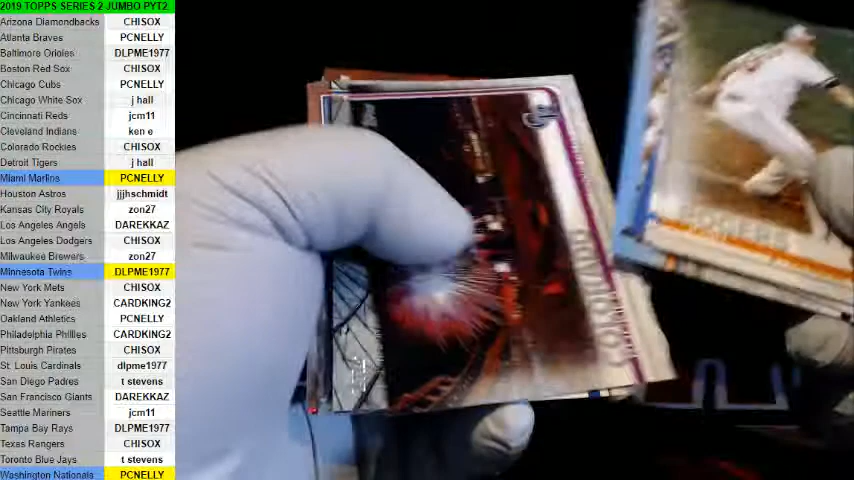 2019 TOPPS SERIES 2 JUMBO PYT2
Arizona Diamondbacks CHISOX
Atlanta Braves PCNELLY
Baltimore Orioles DLPME1977
Boston Red Sox CHISOX
Chicago Cubs PCNELLY
Chicago White Sox j hall
Cincinnati Reds jcm11
Cleveland Indians ken e
Colorado Rockies CHISOX
Detroit Tigers j hall
Miami Marlins PCNELLY
Houston Astros jjjhschmidt
Kansas City Royals zon27
Los Angeles Angels DAREKKAZ
Los Angeles Dodgers CHISOX
Milwaukee Brewers zon27
Minnesota Twins DLPME1977
New York Mets CHISOX
New York Yankees CARDKING2
Oakland Athletics PCNELLY
Philadelphia Phillies CARDKING2
Pittsburgh Pirates CHISOX
St. Louis Cardinals dlpme1977
San Diego Padres t stevens
San Francisco Giants DAREKKAZ
Seattle Mariners jcm11
Tampa Bay Rays DLPME1977
Texas Rangers CHISOX
Toronto Blue Jays t stevens
Washington Nationals PCNELLY